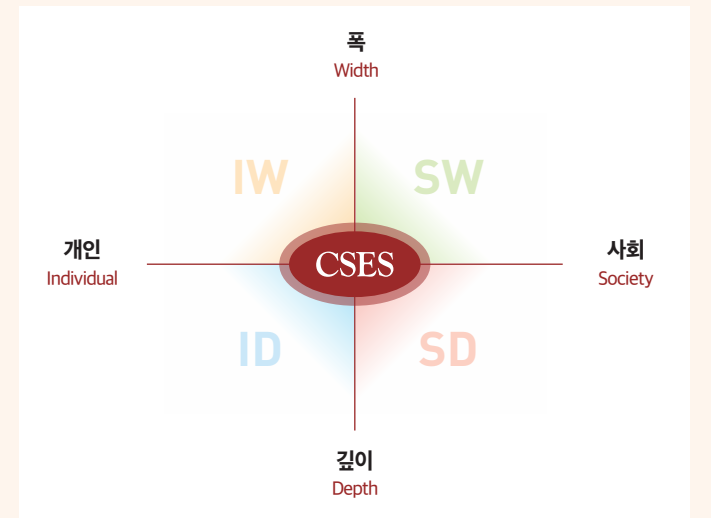 폭
Width
IW
SW
개인
Individual
CSES
사회
Society
ID
SD
깊이
Depth